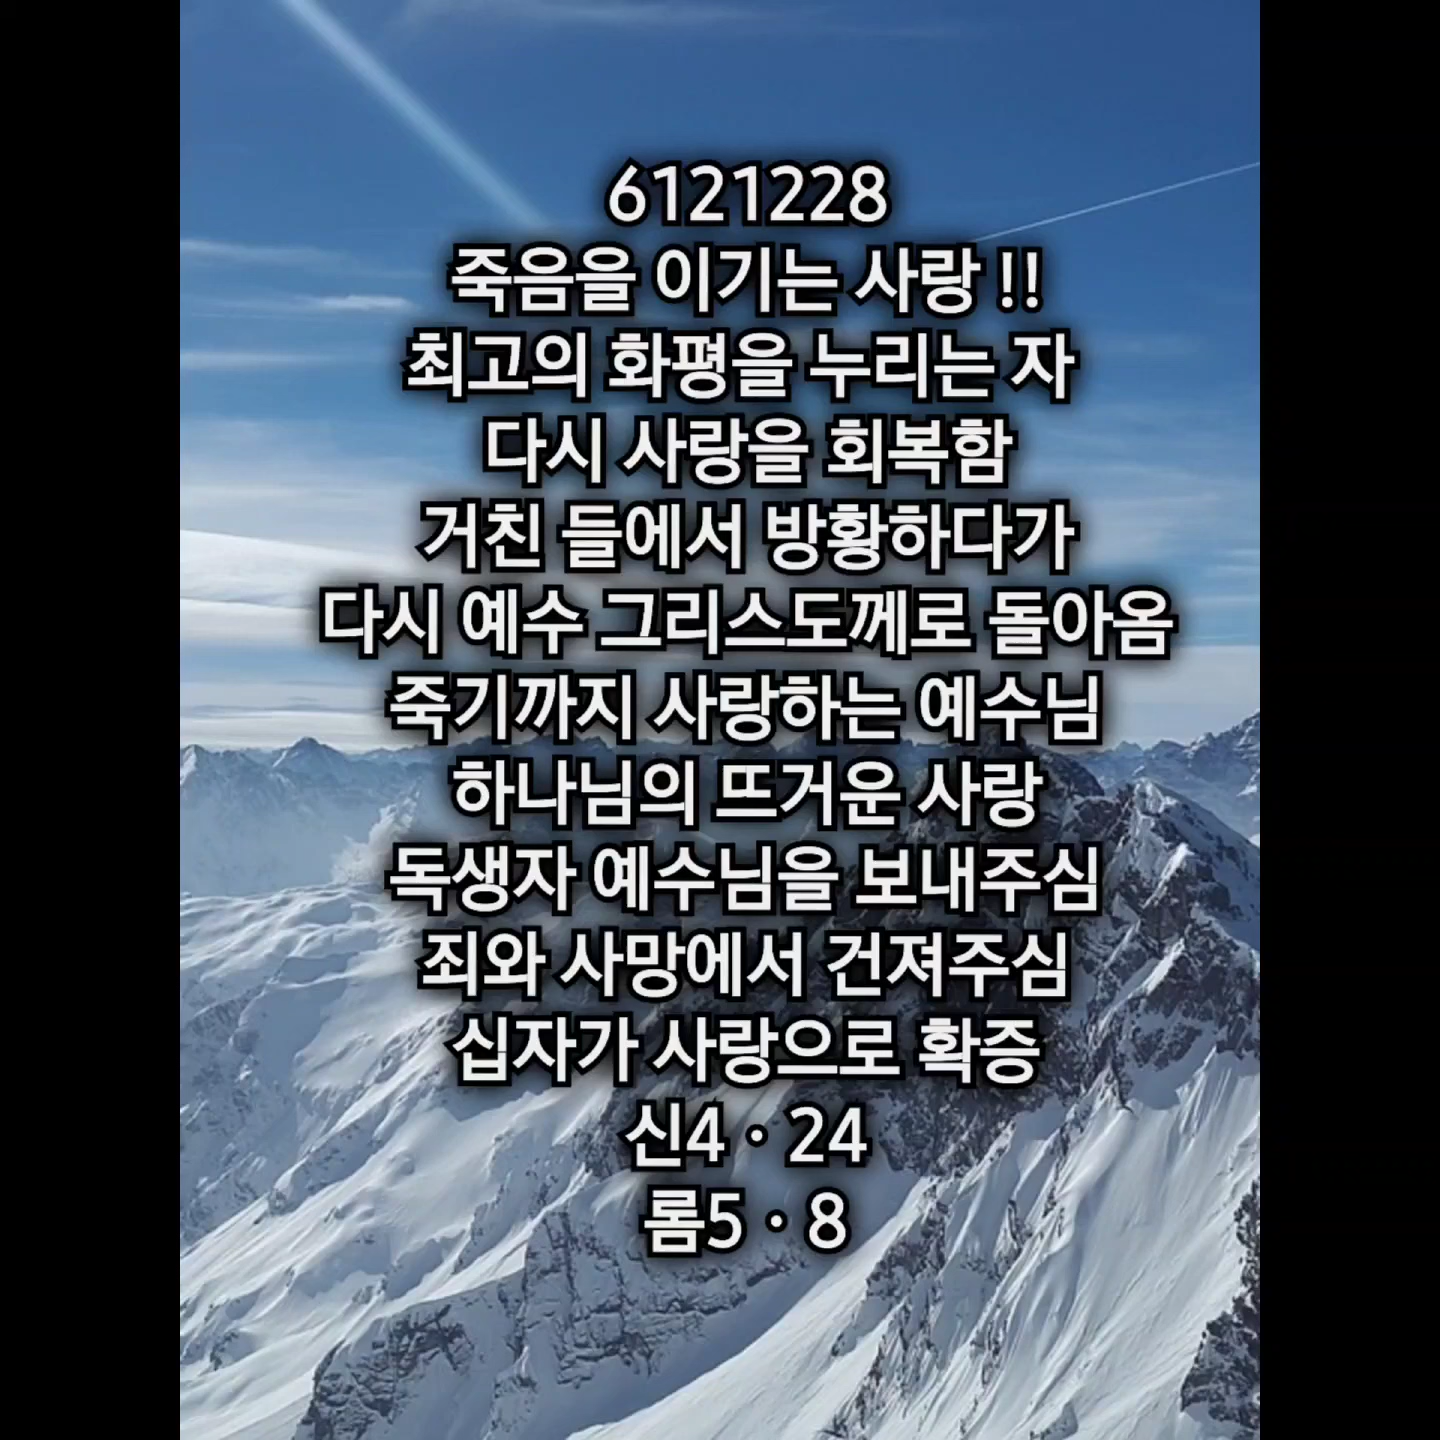 6121228
죽음을 이기는 사랑 !!
최고의 화평을 누리는 자
다시 사랑을 회복함
거친 들에서 방황하다가
다시 예수 그리스도께로 돌아옴
죽기까지 사랑하는 예수님
하나님의 뜨거운 사랑
독생자 예수님을 보내주심
죄와 사망에서 건져주심
십자가 사랑으로 확증
신4 · 24
롬5 · 8